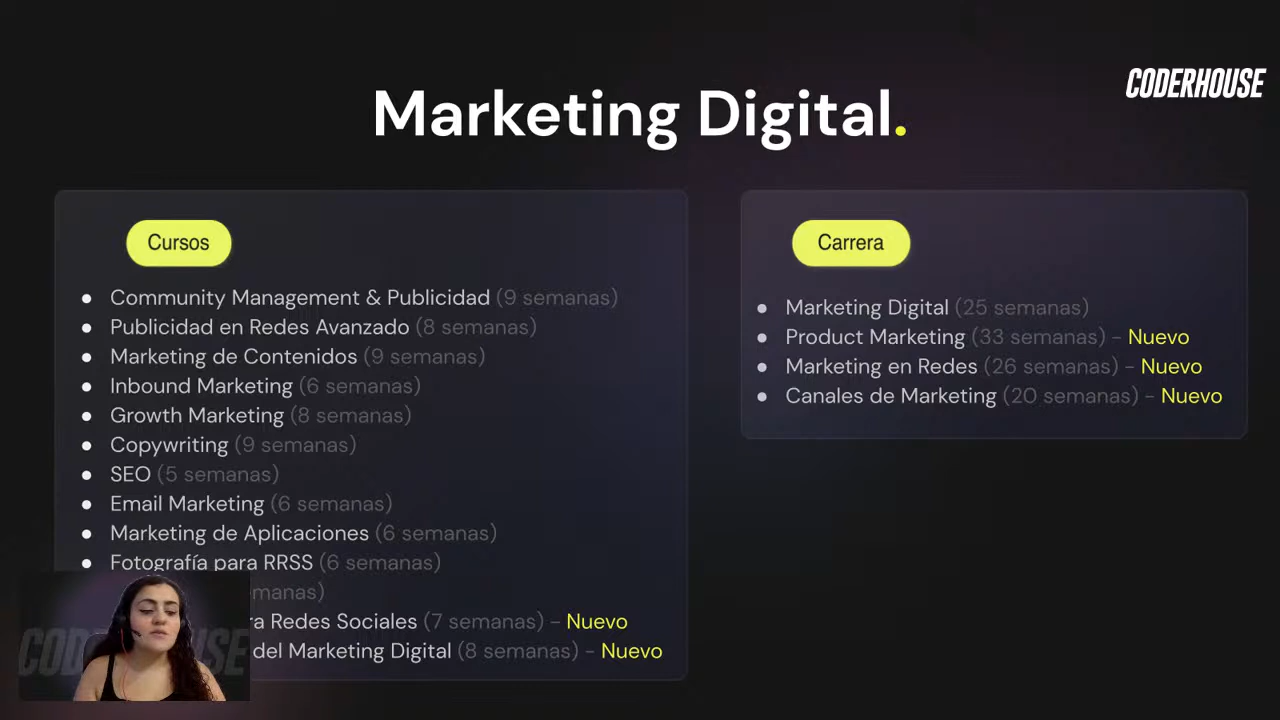 CODERHOUSE
Marketing Digital.
Cursos
● Community Management & Publicidad (9 semanas)
● Publicidad en Redes Avanzado (8 semanas)
● Marketing de Contenidos (9 semanas)
● Inbound Marketing (6 semanas)
● Growth Marketing (8 semanas)
● Copywriting (9 semanas)
● SEO (5 semanas)
● Email Marketing (6 semanas)
● Marketing de Aplicaciones (6 semanas)
● Fotografía para RRSS (6 semanas)
Redes Sociales (7 semanas) – Nuevo
del Marketing Digital (8 semanas) – Nuevo
Carrera
● Marketing Digital (25 semanas)
● Product Marketing (33 semanas) – Nuevo
● Marketing en Redes (26 semanas) – Nuevo
● Canales de Marketing (20 semanas) – Nuevo